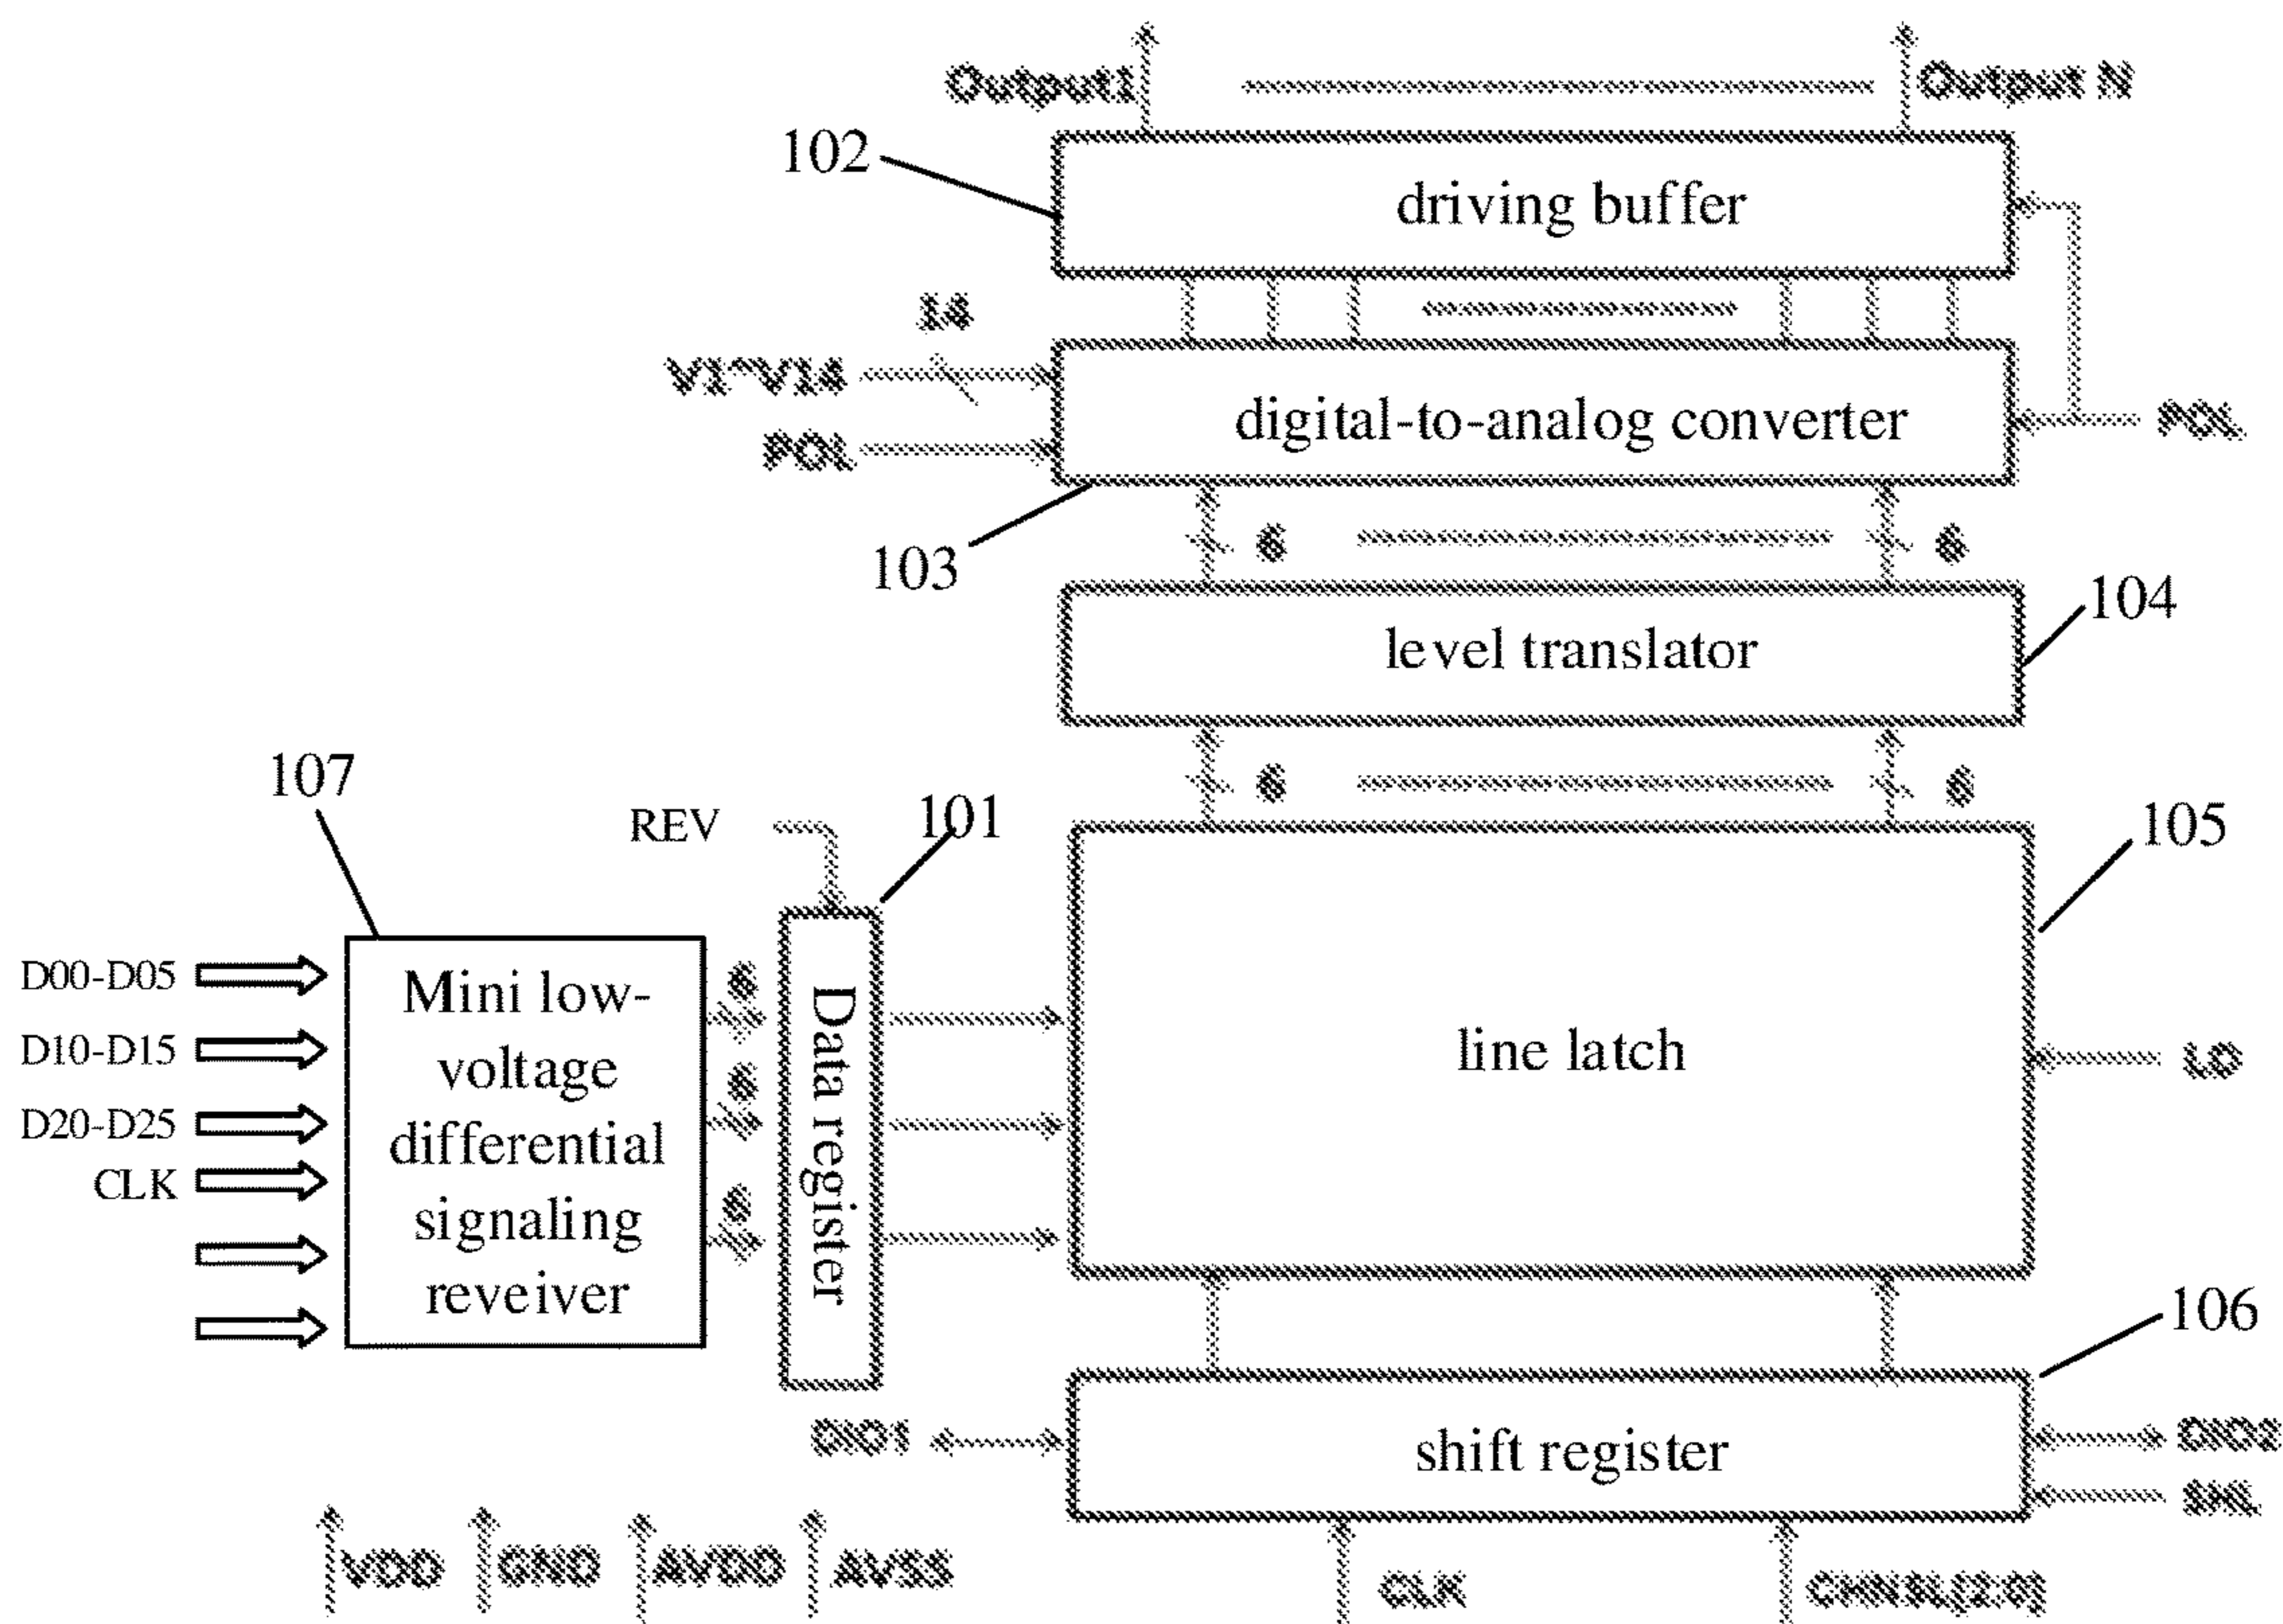 Output1
Output N
102
driving buffer
14
V1~V14
digital-to-analog converter
POL
POL
103
6
6
104
level translator
107
6
6
REV
101
105
D00-D05
D10-D15
D20-D25
CLK
Mini low-
voltage
differential
signaling
reveiver
6
6
6
Data register
line latch
LD
106
DIO1
shift register
DIO2
SHL
VDD
GND
AVDD
AVSS
CLK
CHNSL[2:0]